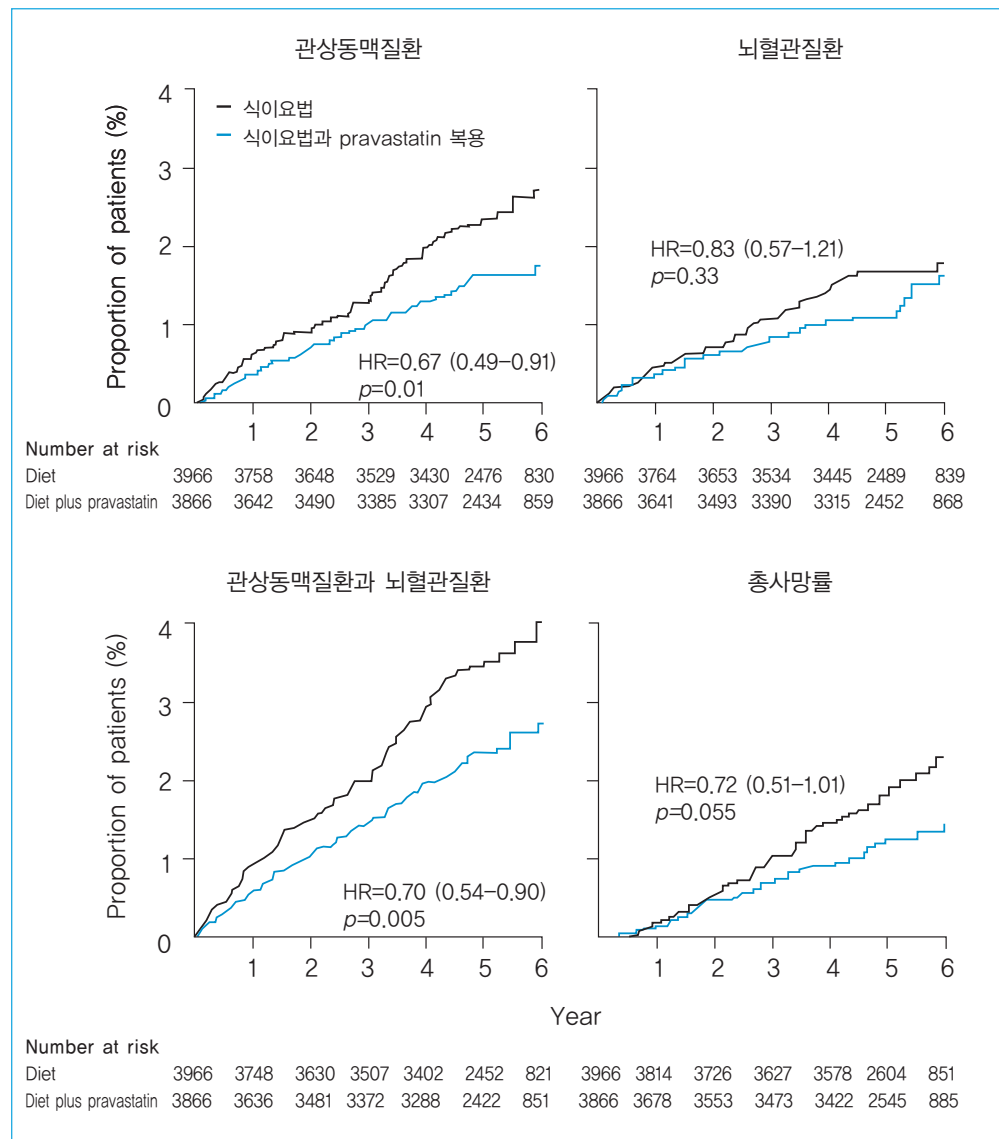 관상동맥질환
뇌혈관질환
Proportion of patients (%)
4
3
2
1
0
식이요법
식이요법과 pravastatin 복용
HR=0.67 (0.49–0.91)
p=0.01
1 2 3 4 5 6
HR=0.83 (0.57–1.21)
p=0.33
1 2 3 4 5 6
Number at risk
Diet 3966 3758 3648 3529 3430 2476 830 3966 3764 3653 3534 3445 2489 839
Diet plus pravastatin 3866 3642 3490 3385 3307 2434 859 3866 3641 3493 3390 3315 2452 868
관상동맥질환과 뇌혈관질환
총사망률
Proportion of patients (%)
4
3
2
1
0
HR=0.70 (0.54–0.90)
p=0.005
1 2 3 4 5 6
HR=0.72 (0.51–1.01)
p=0.055
1 2 3 4 5 6
Year
Number at risk
Diet 3966 3748 3630 3507 3402 2452 821 3966 3814 3726 3627 3578 2604 851
Diet plus pravastatin 3866 3636 3481 3372 3288 2422 851 3866 3678 3553 3473 3422 2545 885